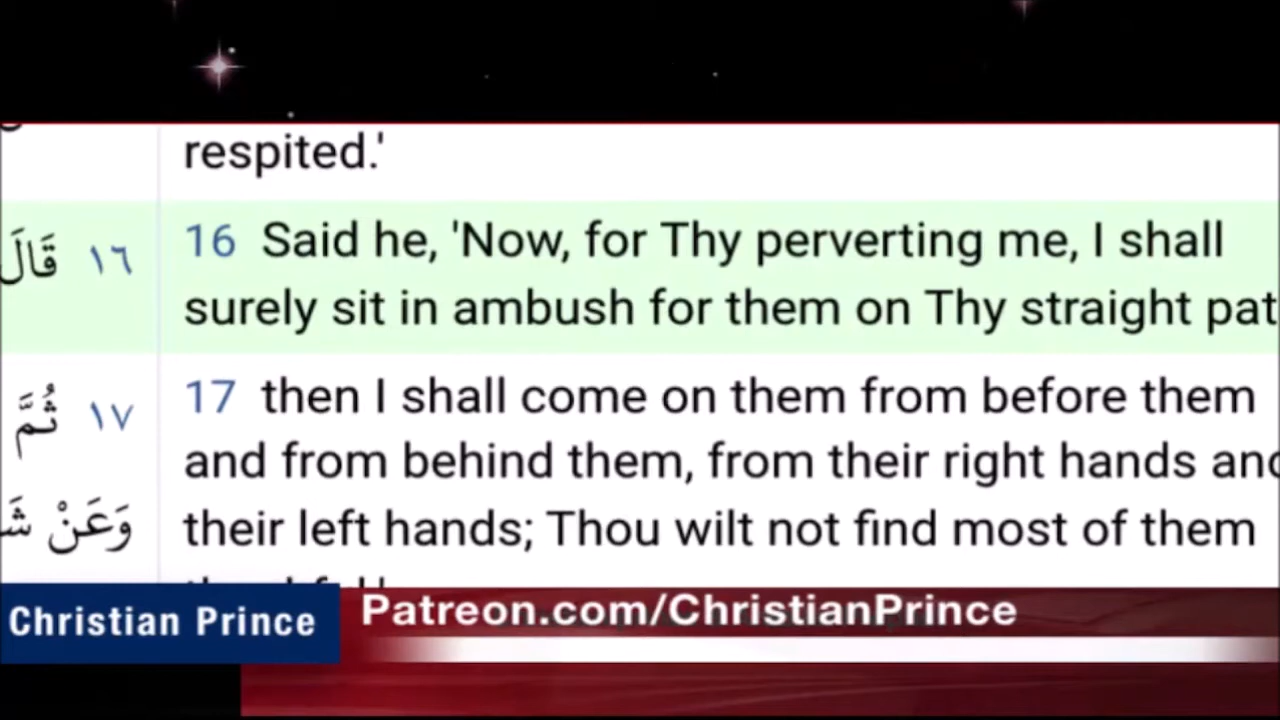 respited.'
قَالَ ١٦ 16 Said he, 'Now, for Thy perverting me, I shall
surely sit in ambush for them on Thy straight pat
ثُمَّ ١٧ 17 then I shall come on them from before them
and from behind them, from their right hands and
وَعَنْ شَ their left hands; Thou wilt not find most of them
Christian Prince
Patreon.com/ChristianPrince